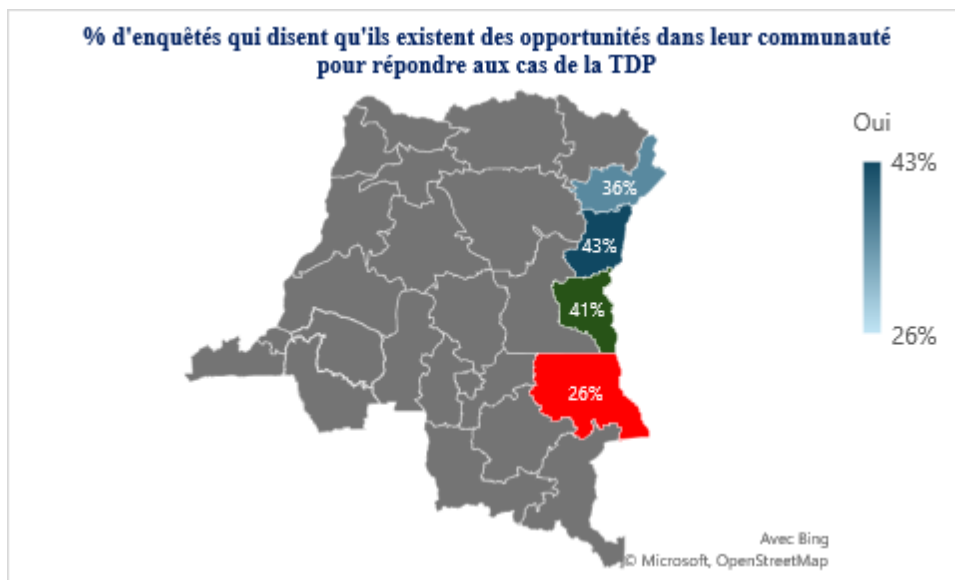 % d'enquêtés qui disent qu'ils existent des opportunités dans leur communauté
pour répondre aux cas de la TDP
Oui
43%
36%
43%
41%
26%
26%
Avec Bing
© Microsoft, OpenStreetMap